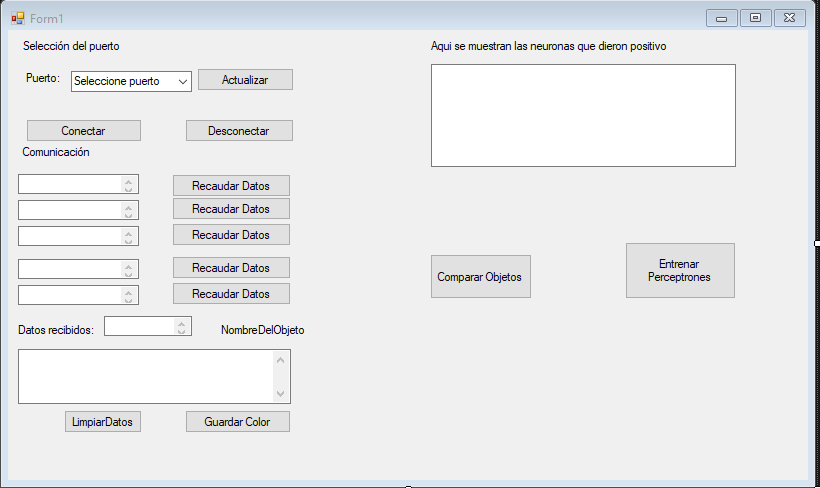 Form1
Selección del puerto
Puerto:
Seleccione puerto
Actualizar
Conectar
Desconectar
Comunicación
Recaudar Datos
Recaudar Datos
Recaudar Datos
Recaudar Datos
Recaudar Datos
Datos recibidos:
NombreDelObjeto
LimpiarDatos
Guardar Color
Aqui se muestran las neuronas que dieron positivo
Comparar Objetos
Entrenar
Perceptrones